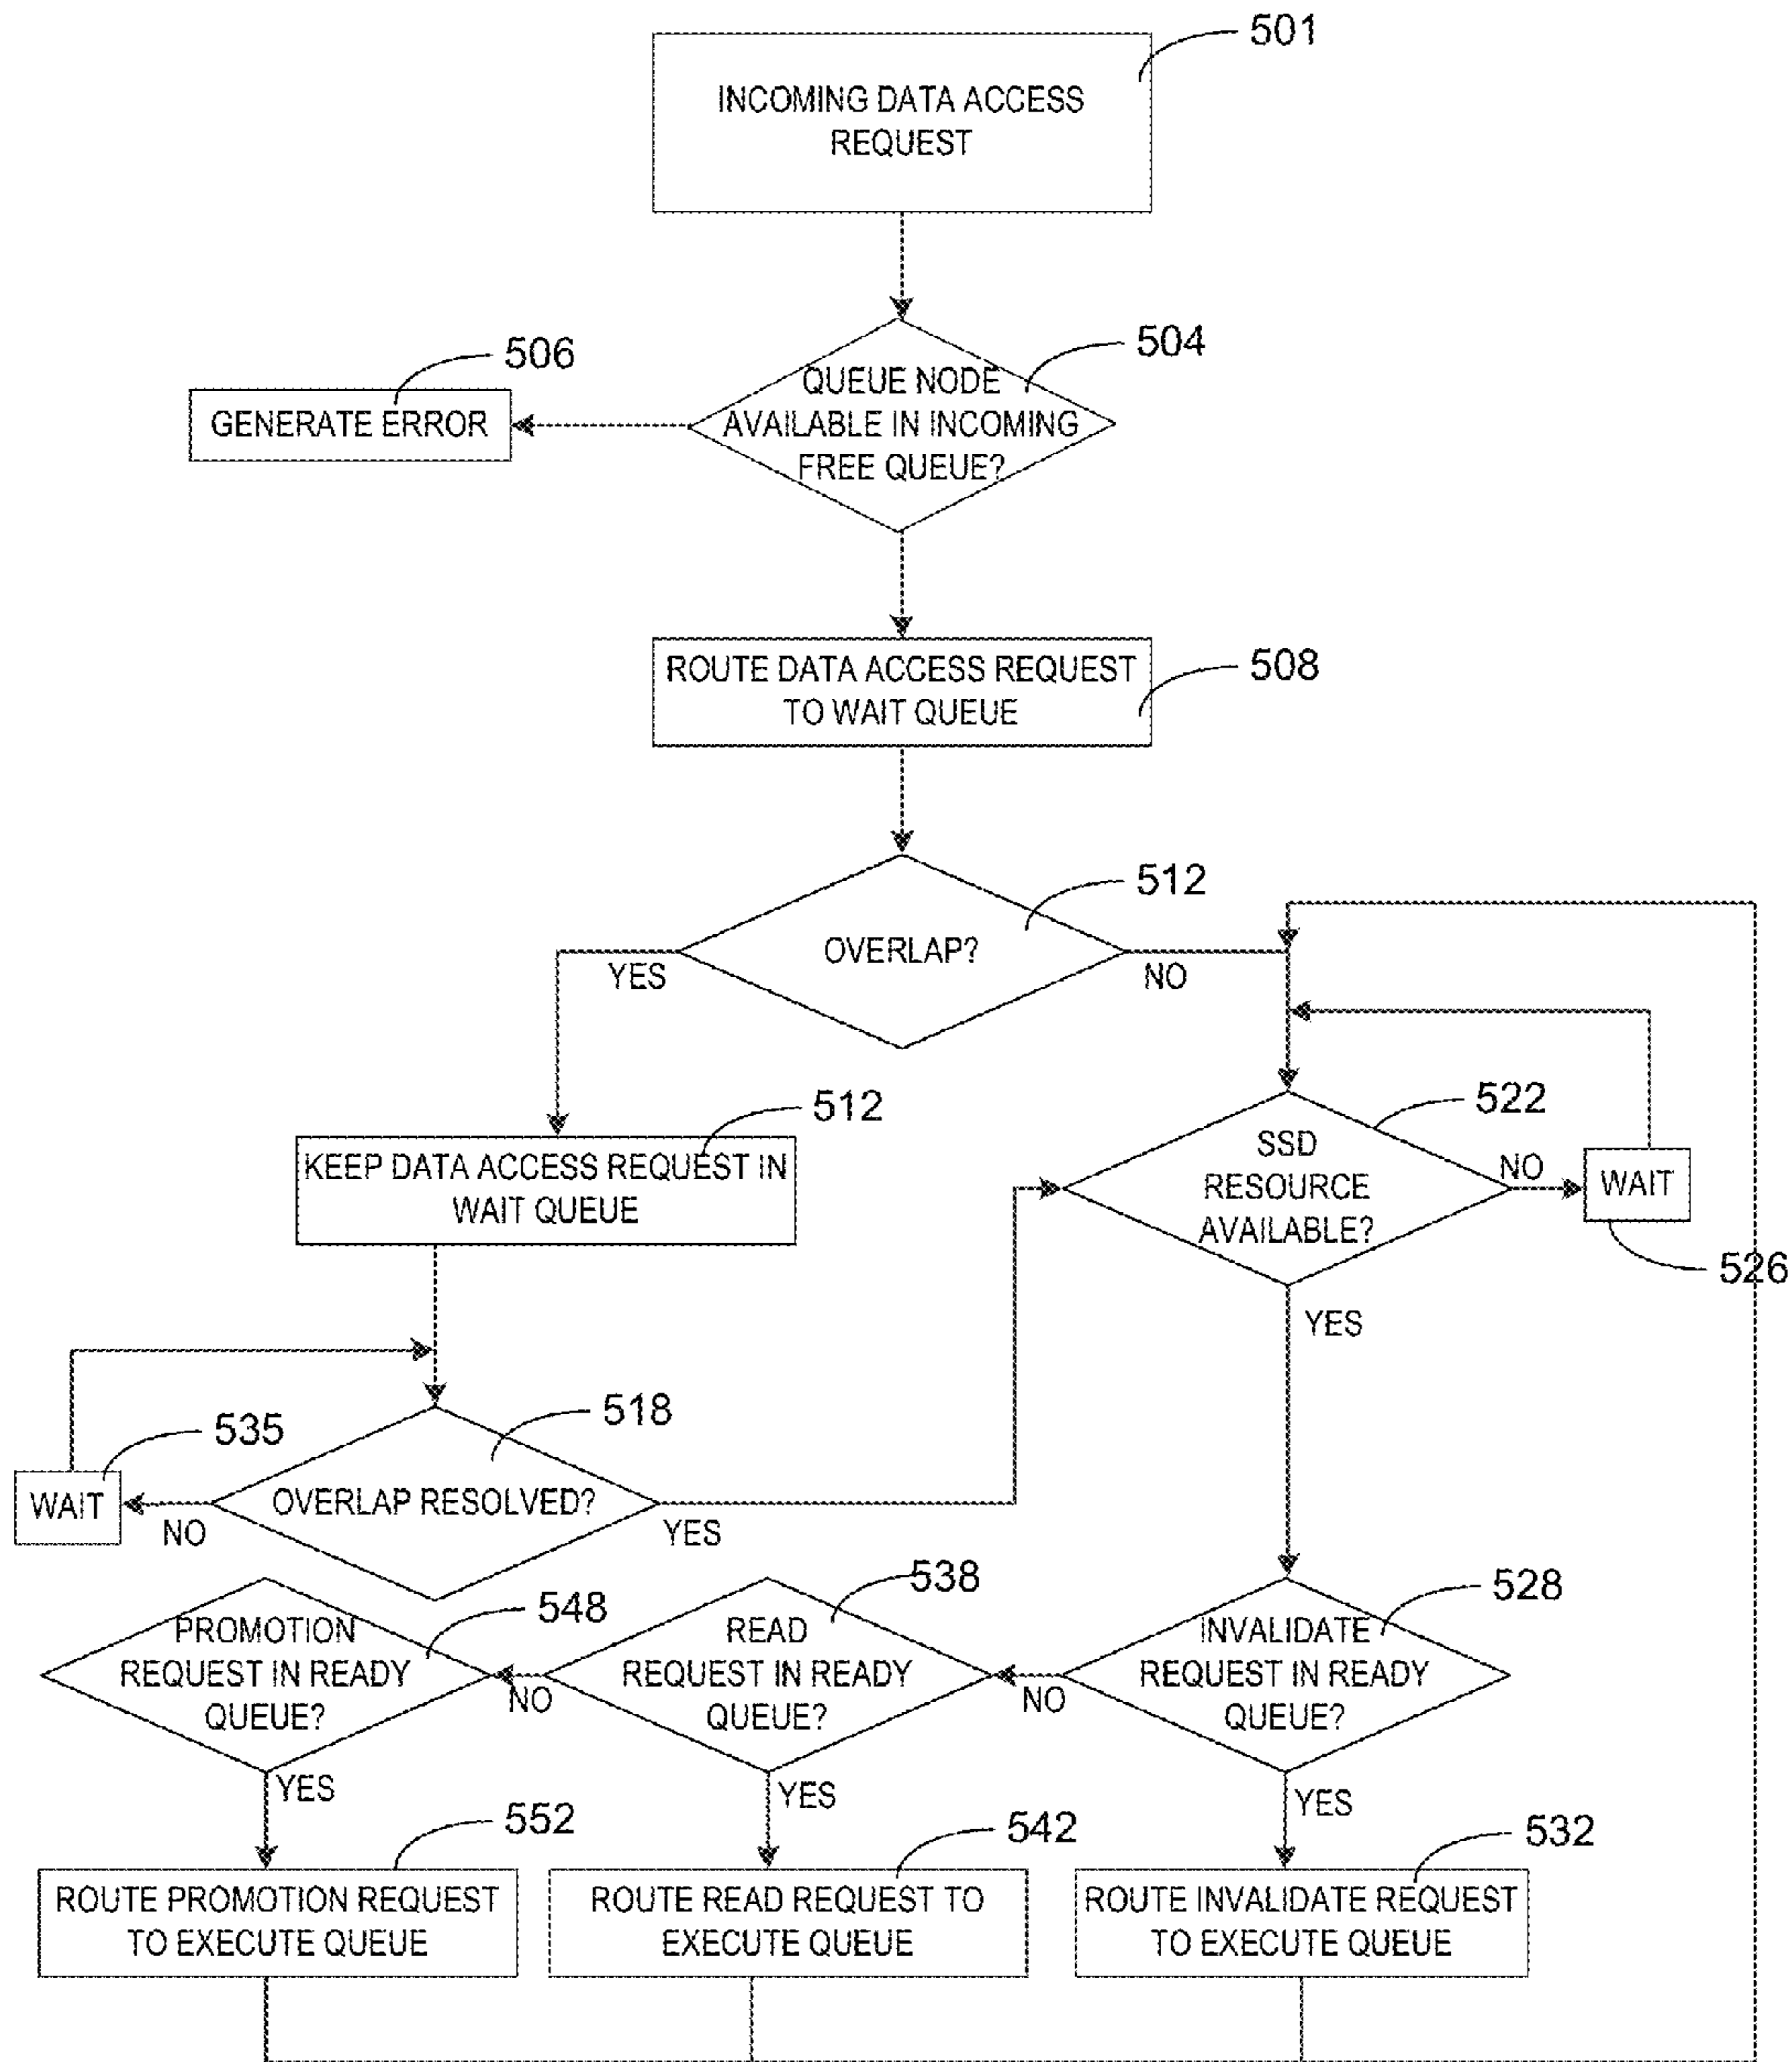 501
INCOMING DATA ACCESS
REQUEST
504
506
QUEUE NODE
AVAILABLE IN INCOMING
FREE QUEUE?
GENERATE ERROR
508
ROUTE DATA ACCESS REQUEST
TO WAIT QUEUE
512
OVERLAP?
YES
NO
512
KEEP DATA ACCESS REQUEST IN
WAIT QUEUE
522
SSD
RESOURCE
AVAILABLE?
NO
WAIT
526
YES
518
535
OVERLAP RESOLVED?
WAIT
NO
YES
548
PROMOTION
REQUEST IN READY
QUEUE?
NO
538
READ
REQUEST IN READY
QUEUE?
NO
528
INVALIDATE
REQUEST IN READY
QUEUE?
YES
YES
YES
552
542
532
ROUTE PROMOTION REQUEST
TO EXECUTE QUEUE
ROUTE READ REQUEST TO
EXECUTE QUEUE
ROUTE INVALIDATE REQUEST
TO EXECUTE QUEUE